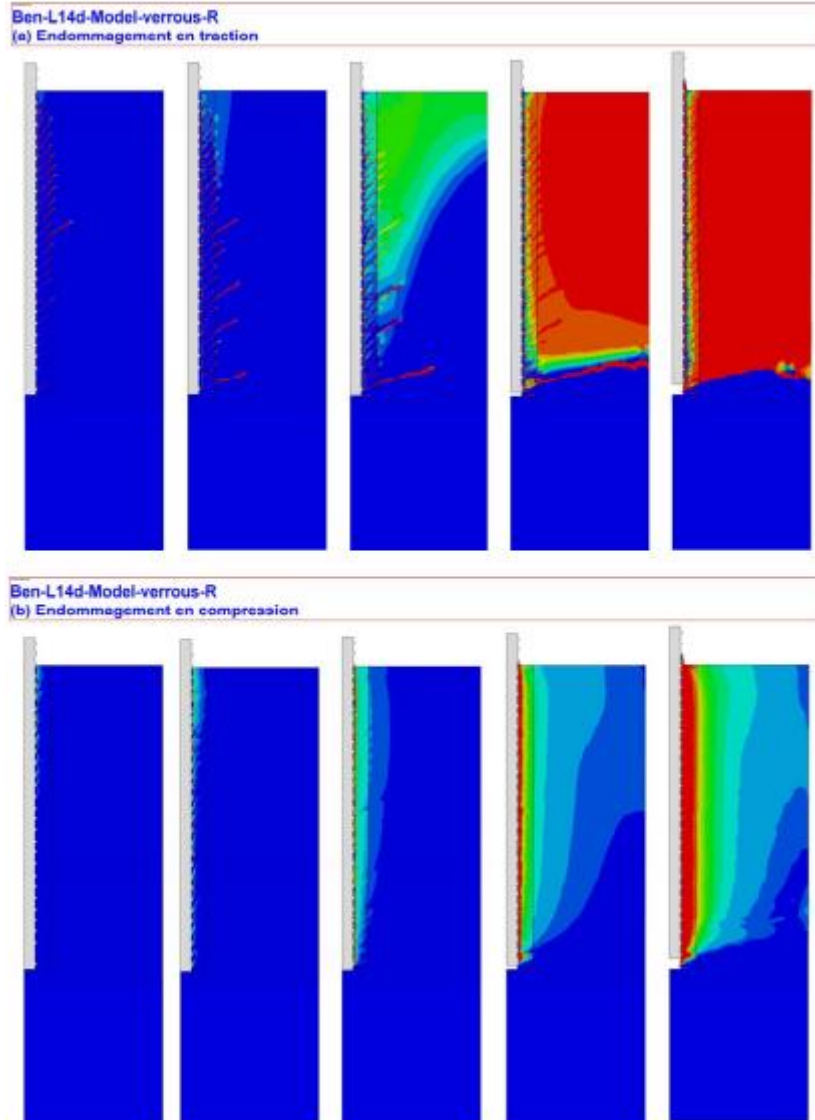 Ben-L14d-Model-verrous-R
(a) Endommagement en traction
Ben-L14d-Model-verrous-R
(b) Endommagement en compression